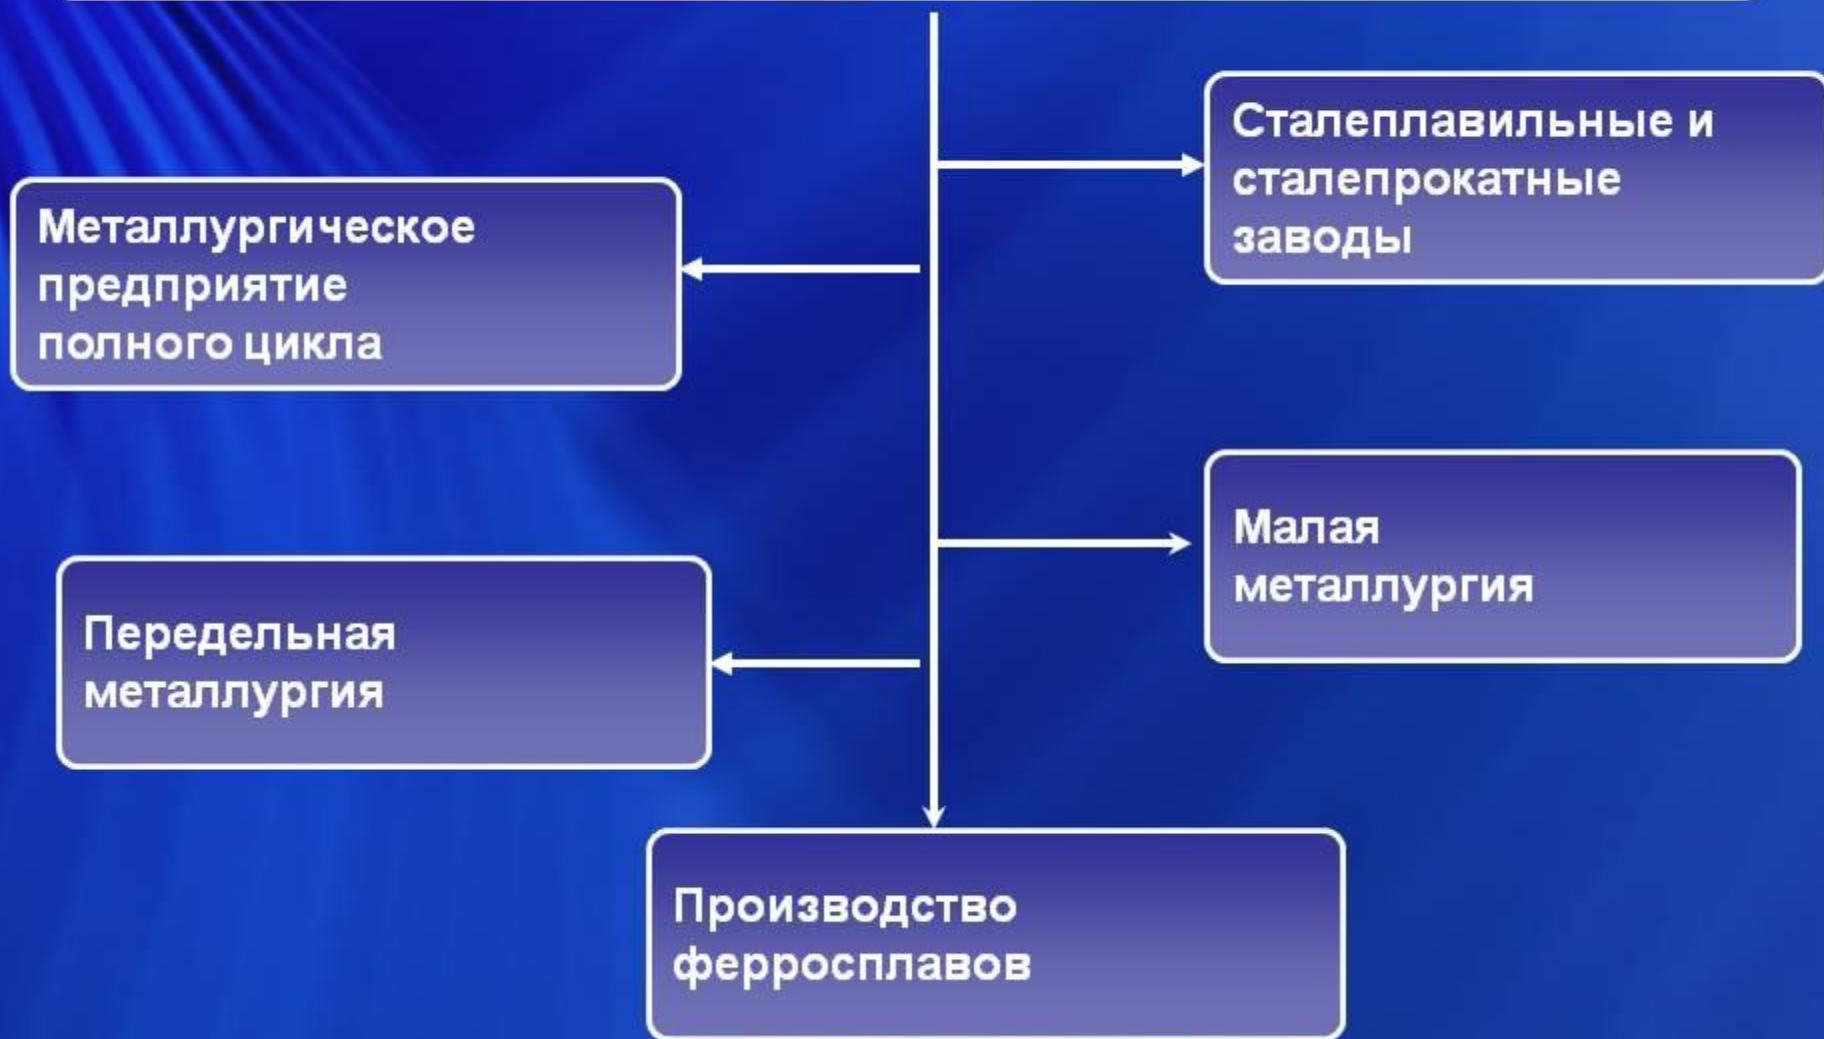 Сталеплавильные и
сталепрокатные
заводы
Металлургическое
предприятие
полного цикла
Малая
металлургия
Передельная
металлургия
Производство
ферросплавов